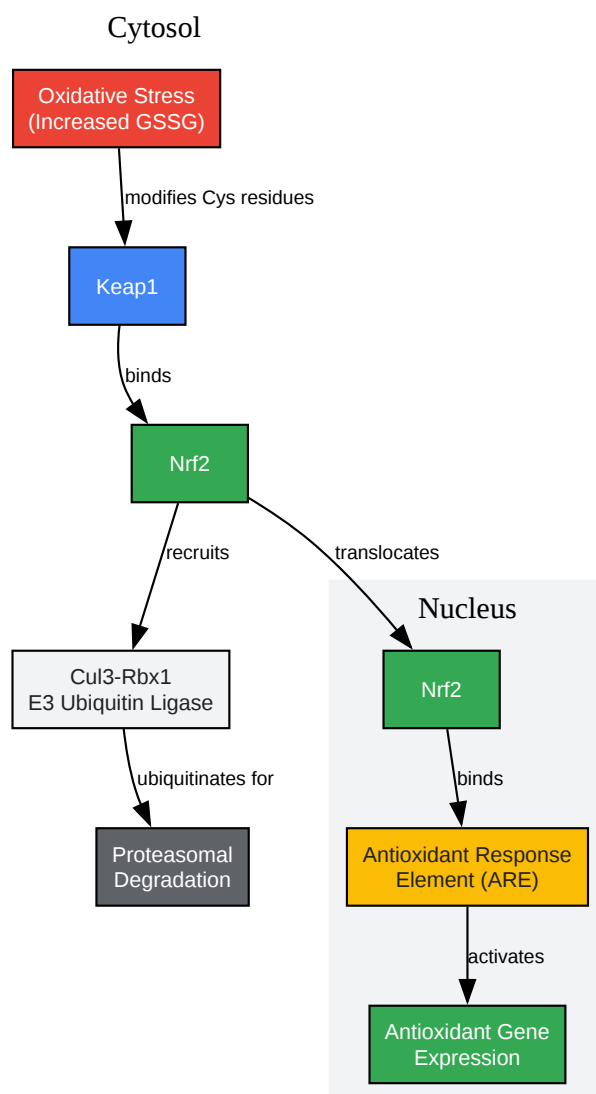 Cytosol
Oxidative Stress
(Increased GSSG)
modifies Cys residues
Keap1
binds
Nrf2
recruits
translocates
Nucleus
Cul3-Rbx1
E3 Ubiquitin Ligase
Nrf2
ubiquitinates for
binds
Proteasomal
Degradation
Antioxidant Response
Element (ARE)
activates
Antioxidant Gene
Expression